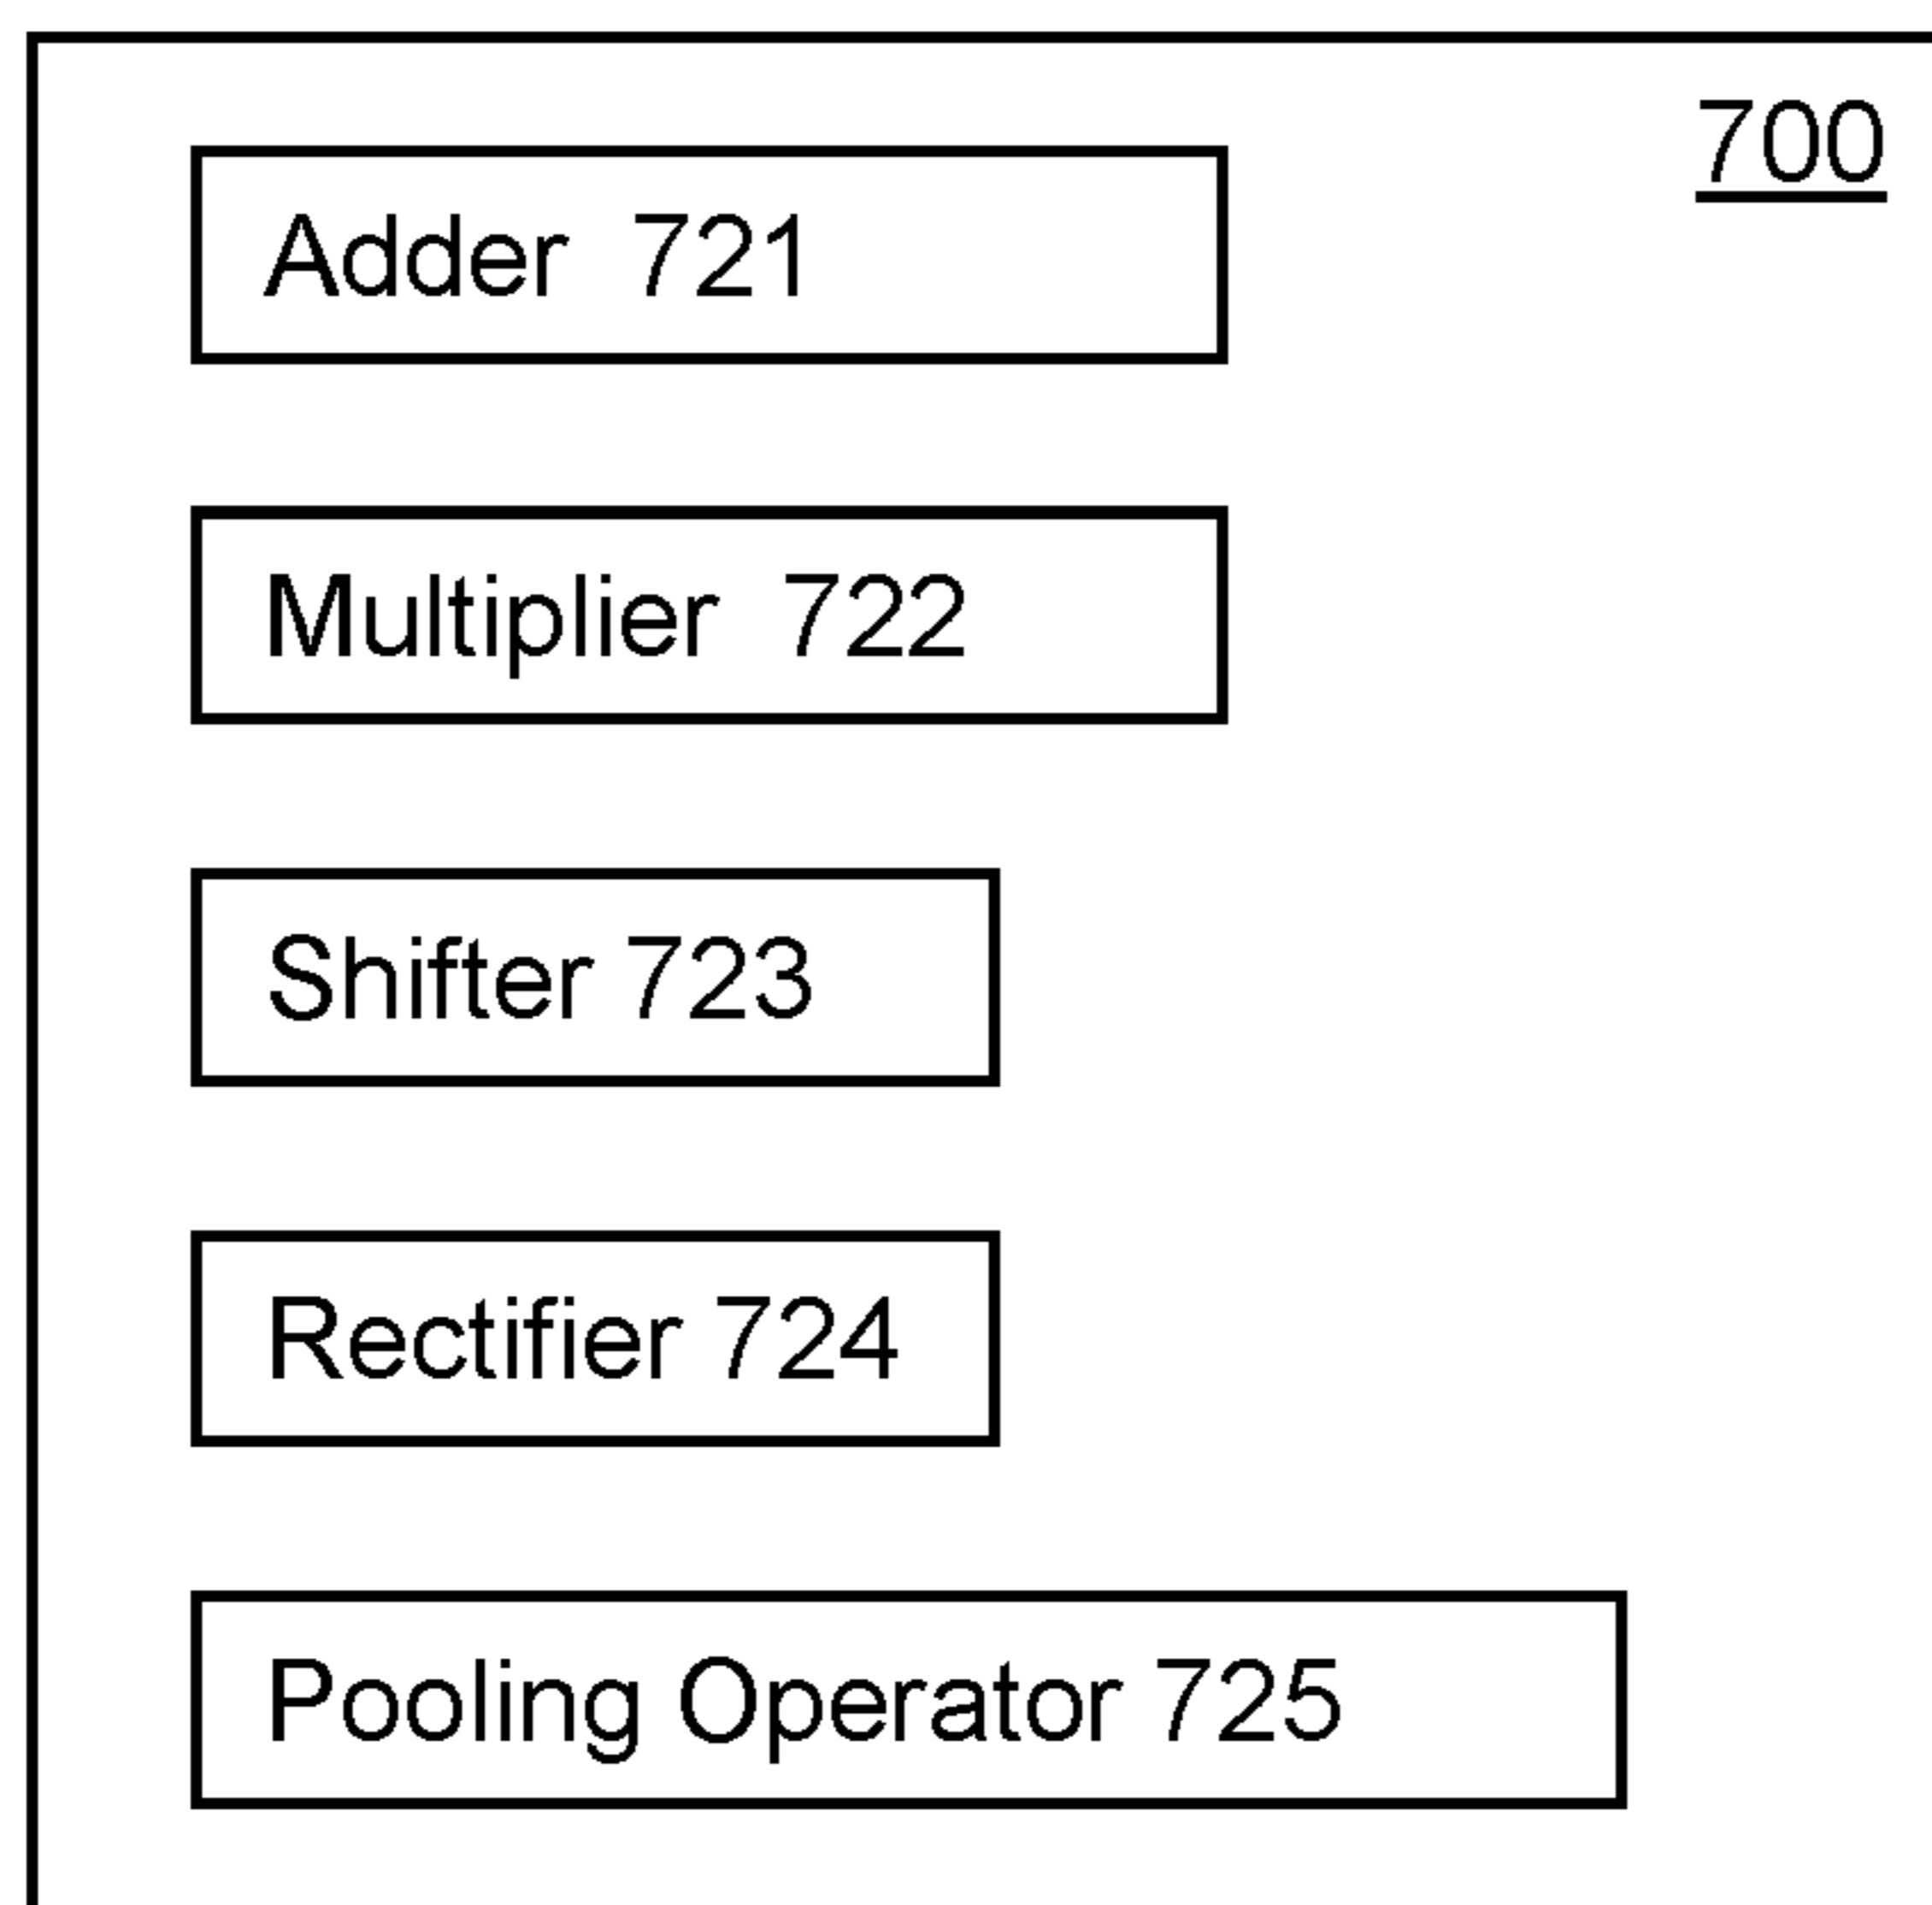 700
Adder 721
Multiplier 722
Shifter 723
Rectifier 724
Pooling Operator 725